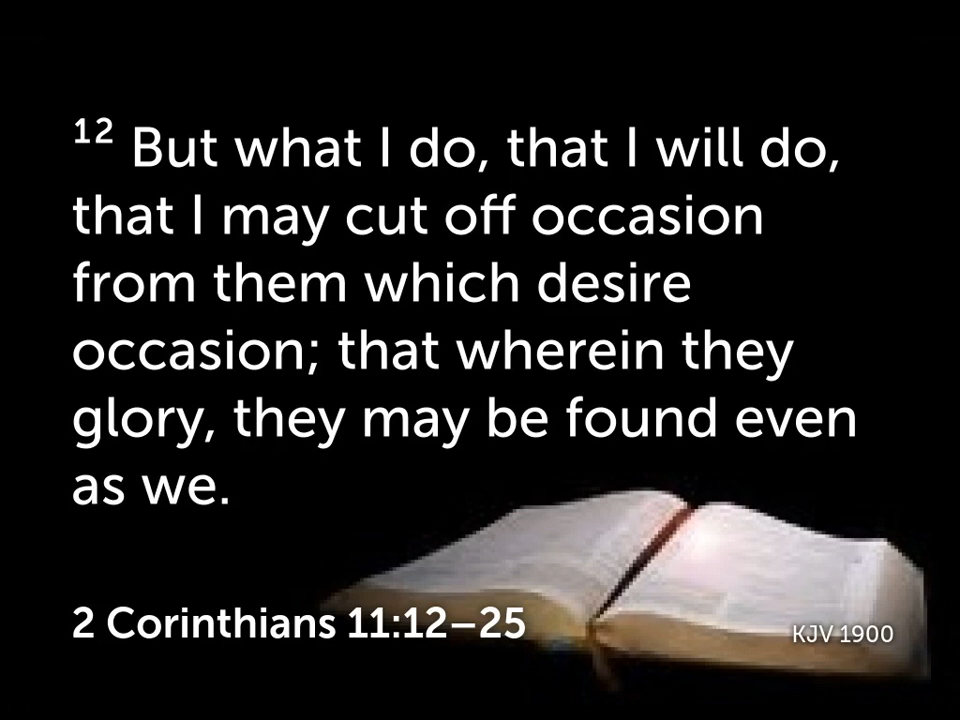 ¹² But what I do, that I will do,
that I may cut off occasion
from them which desire
occasion; that wherein they
glory, they may be found even
as we.
2 Corinthians 11:12–25
KJV 1900